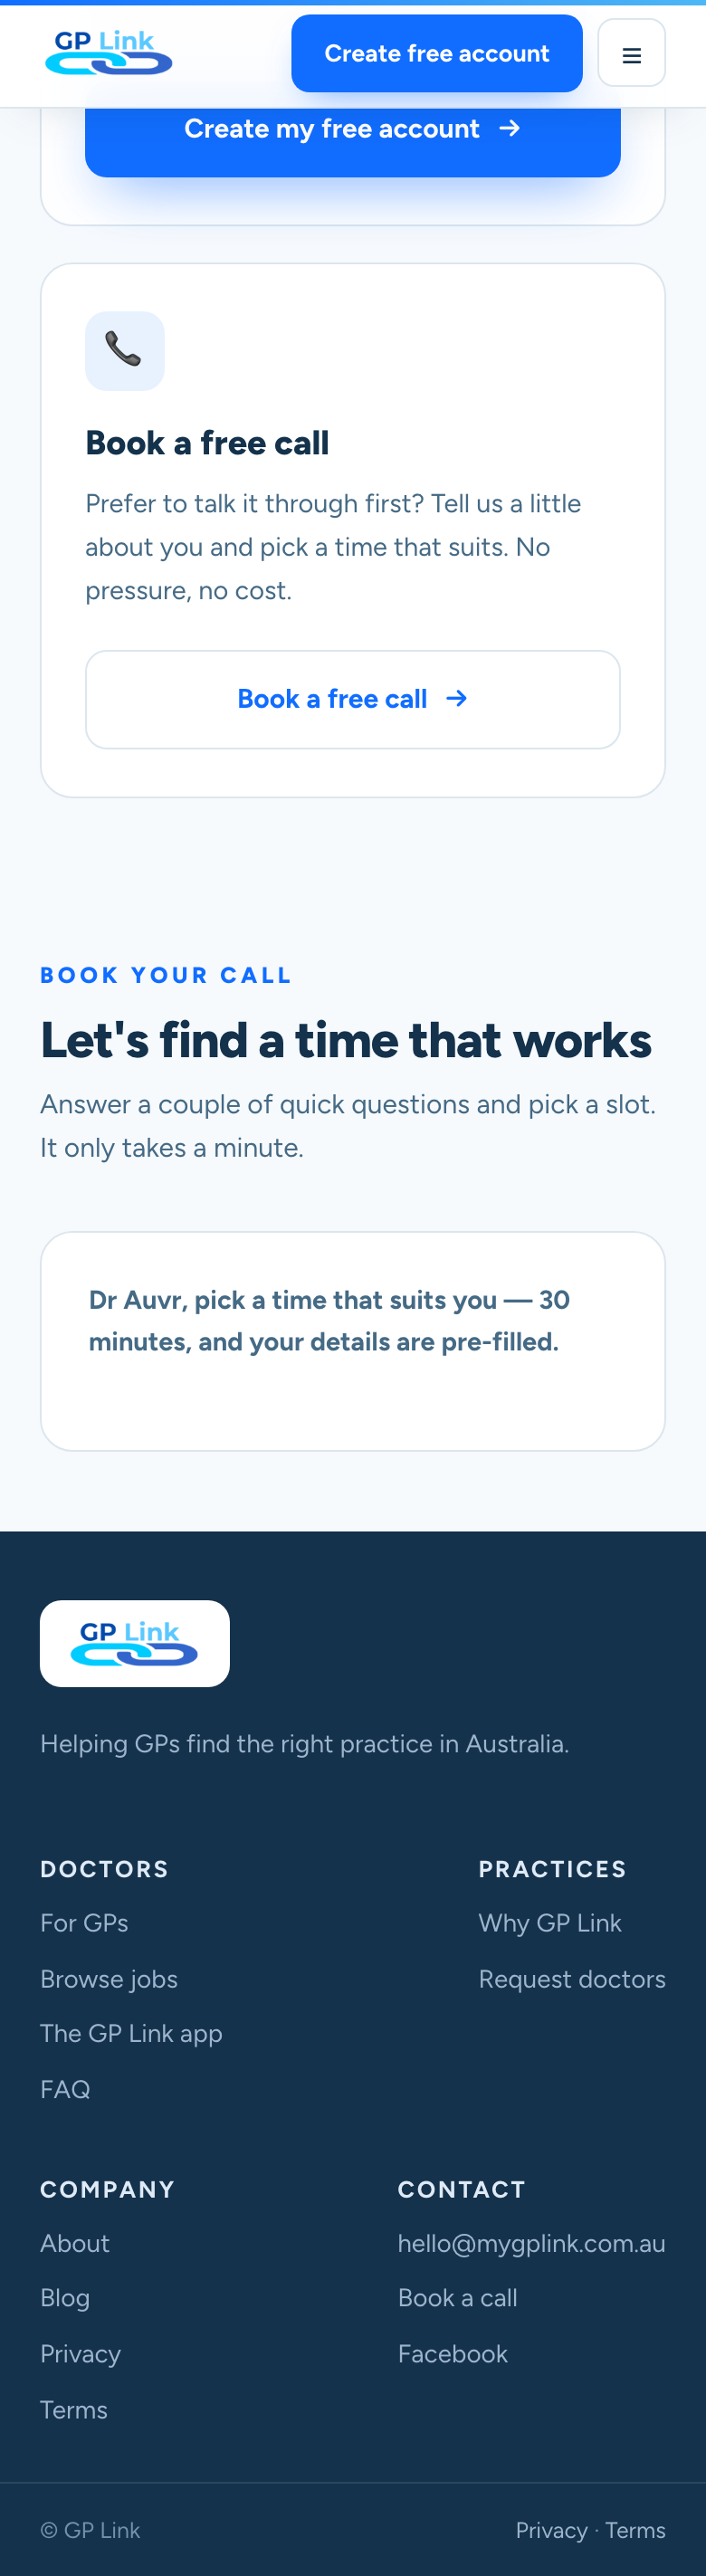 GP Link
Create free account
Create my free account →
Book a free call
Prefer to talk it through first? Tell us a little
about you and pick a time that suits. No
pressure, no cost.
Book a free call →
BOOK YOUR CALL
Let's find a time that works
Answer a couple of quick questions and pick a slot.
It only takes a minute.
Dr Auvr, pick a time that suits you — 30
minutes, and your details are pre-filled.
GP Link
Helping GPs find the right practice in Australia.
DOCTORS
For GPs
Browse jobs
The GP Link app
FAQ
PRACTICES
Why GP Link
Request doctors
COMPANY
About
Blog
Privacy
Terms
CONTACT
hello@mygplink.com.au
Book a call
Facebook
© GP Link
Privacy · Terms